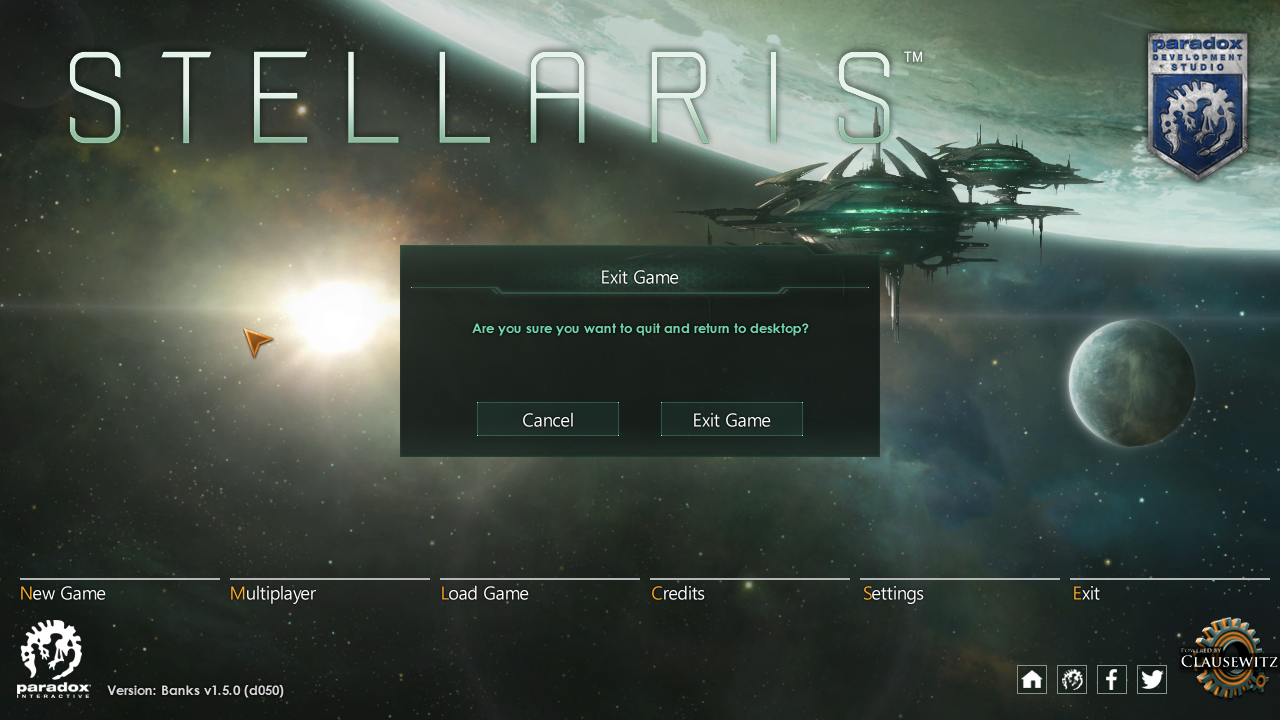 STELLARIS™
paradox
DEVELOPMENT
STUDIO
Exit Game
Are you sure you want to quit and return to desktop?
Cancel
Exit Game
New Game
Multiplayer
Load Game
Credits
Settings
Exit
paradox
INTERACTIVE
Version: Banks v1.5.0 (d050)
POWERED BY
CLAUSEWITZ